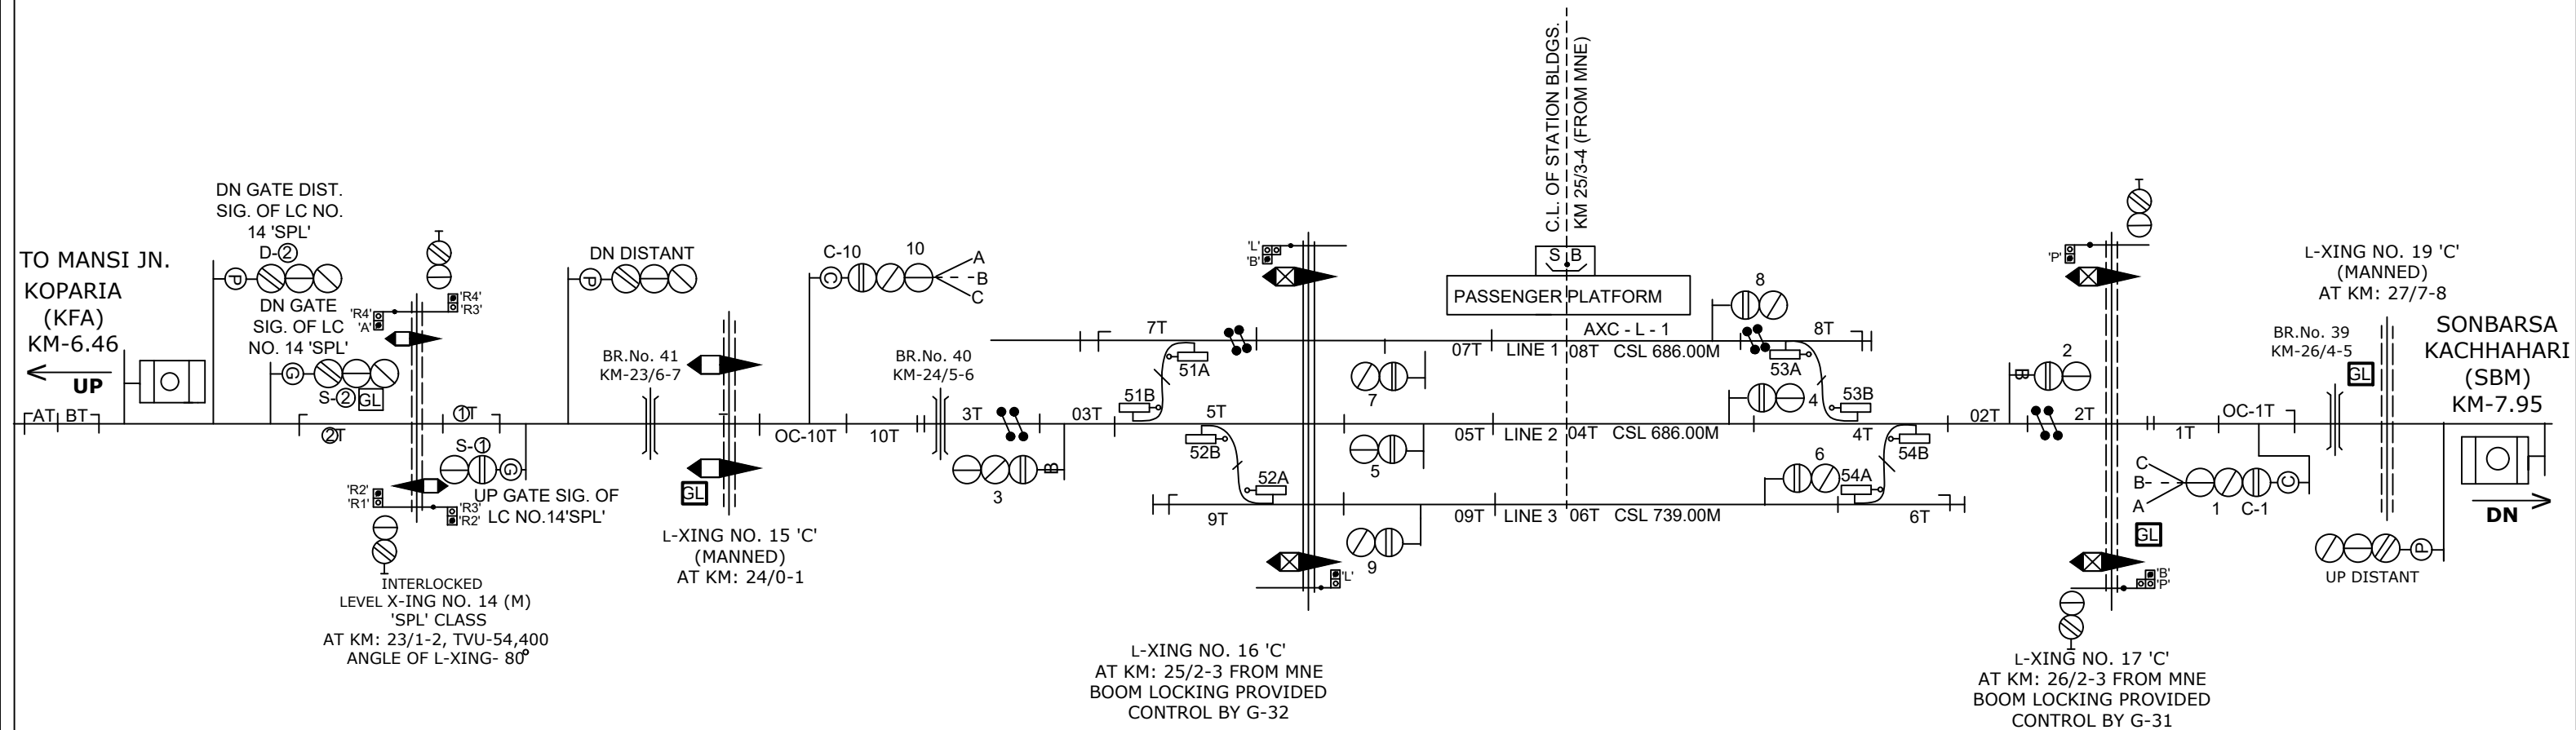 C.L. OF STATION BLDGS.
KM 25/3-4 (FROM MNE)
DN GATE DIST.
SIG. OF LC NO.
14 'SPL'
D-2
P
DN GATE
SIG. OF LC
NO. 14 'SPL'
G
S-2
GL
TO MANSI JN.
KOPARIA
(KFA)
KM-6.46
UP
AT
BT
2T
1T
'R4'
'R3'
'R4'
'A'
S-1
G
UP GATE SIG. OF
LC NO.14'SPL'
'R2'
'R1'
'R3'
'R2'
INTERLOCKED
LEVEL X-ING NO. 14 (M)
'SPL' CLASS
AT KM: 23/1-2, TVU-54,400
ANGLE OF L-XING- 80°
DN DISTANT
P
BR.No. 41
KM-23/6-7
GL
L-XING NO. 15 'C'
(MANNED)
AT KM: 24/0-1
C-10
10
C
A
B
C
BR.No. 40
KM-24/5-6
OC-10T
10T
3T
03T
3
B
7T
51A
51B
5T
52B
52A
9T
'L'
'B'
'L'
L-XING NO. 16 'C'
AT KM: 25/2-3 FROM MNE
BOOM LOCKING PROVIDED
CONTROL BY G-32
7
5
9
S B
PASSENGER PLATFORM
AXC - L - 1
07T LINE 1 08T CSL 686.00M
05T LINE 2 04T CSL 686.00M
09T LINE 3 06T CSL 739.00M
8
8T
53A
53B
4
4T
6
54A
54B
6T
02T
2
B
2T
1T
OC-1T
'P'
C
B
A
1
C-1
C
GL
'B'
'P'
L-XING NO. 17 'C'
AT KM: 26/2-3 FROM MNE
BOOM LOCKING PROVIDED
CONTROL BY G-31
L-XING NO. 19 'C'
(MANNED)
AT KM: 27/7-8
BR.No. 39
KM-26/4-5
GL
P
UP DISTANT
SONBARSA
KACHHAHARI
(SBM)
KM-7.95
DN